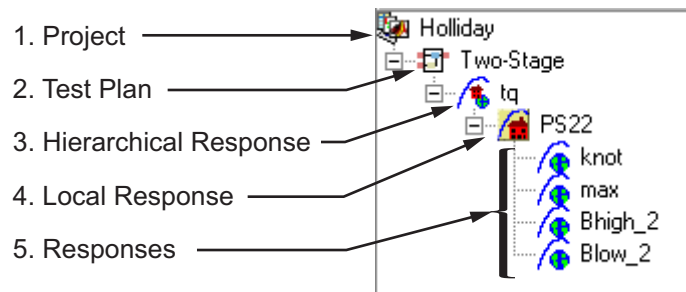 1. Project
2. Test Plan
3. Hierarchical Response
4. Local Response
5. Responses
Holliday
Two-Stage
tq
PS22
knot
max
Bhigh_2
Blow_2